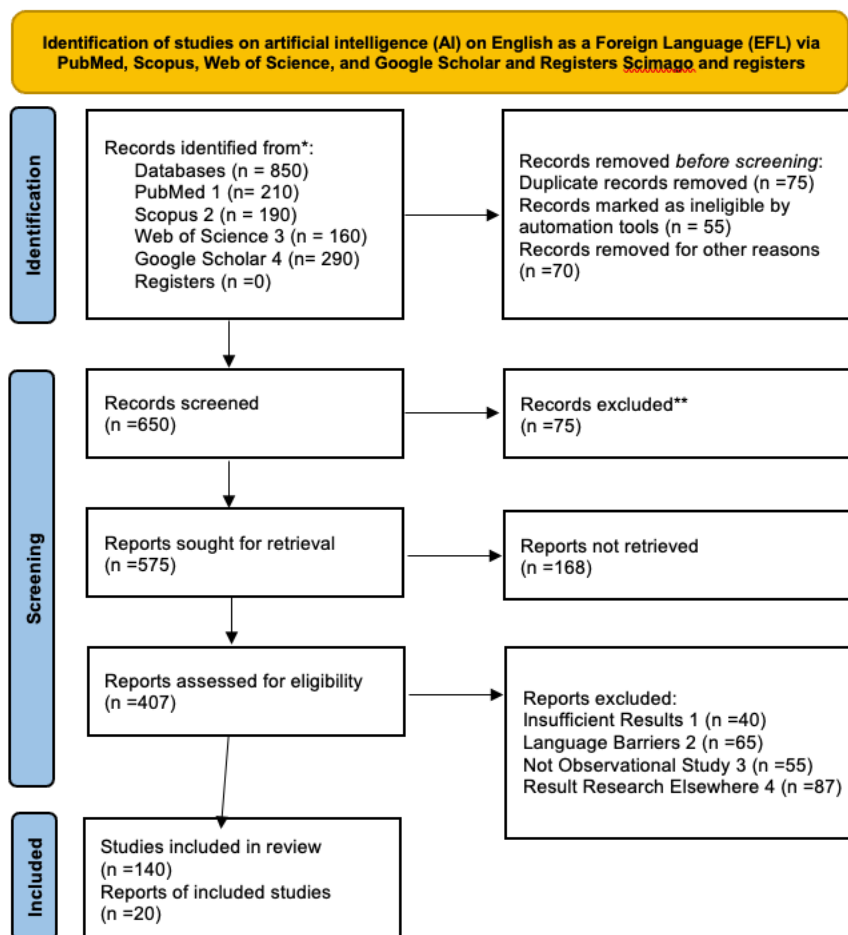 Identification of studies on artificial intelligence (AI) on English as a Foreign Language (EFL) via
PubMed, Scopus, Web of Science, and Google Scholar and Registers Scimago and registers
Identification
Records identified from*:
Databases (n = 850)
PubMed 1 (n= 210)
Scopus 2 (n = 190)
Web of Science 3 (n = 160)
Google Scholar 4 (n= 290)
Registers (n =0)
Records removed before screening:
Duplicate records removed (n =75)
Records marked as ineligible by
automation tools (n = 55)
Records removed for other reasons
(n =70)
Screening
Records screened
(n =650)
Records excluded**
(n =75)
Reports sought for retrieval
(n =575)
Reports not retrieved
(n =168)
Reports assessed for eligibility
(n =407)
Reports excluded:
Insufficient Results 1 (n =40)
Language Barriers 2 (n =65)
Not Observational Study 3 (n =55)
Result Research Elsewhere 4 (n =87)
Included
Studies included in review
(n =140)
Reports of included studies
(n =20)